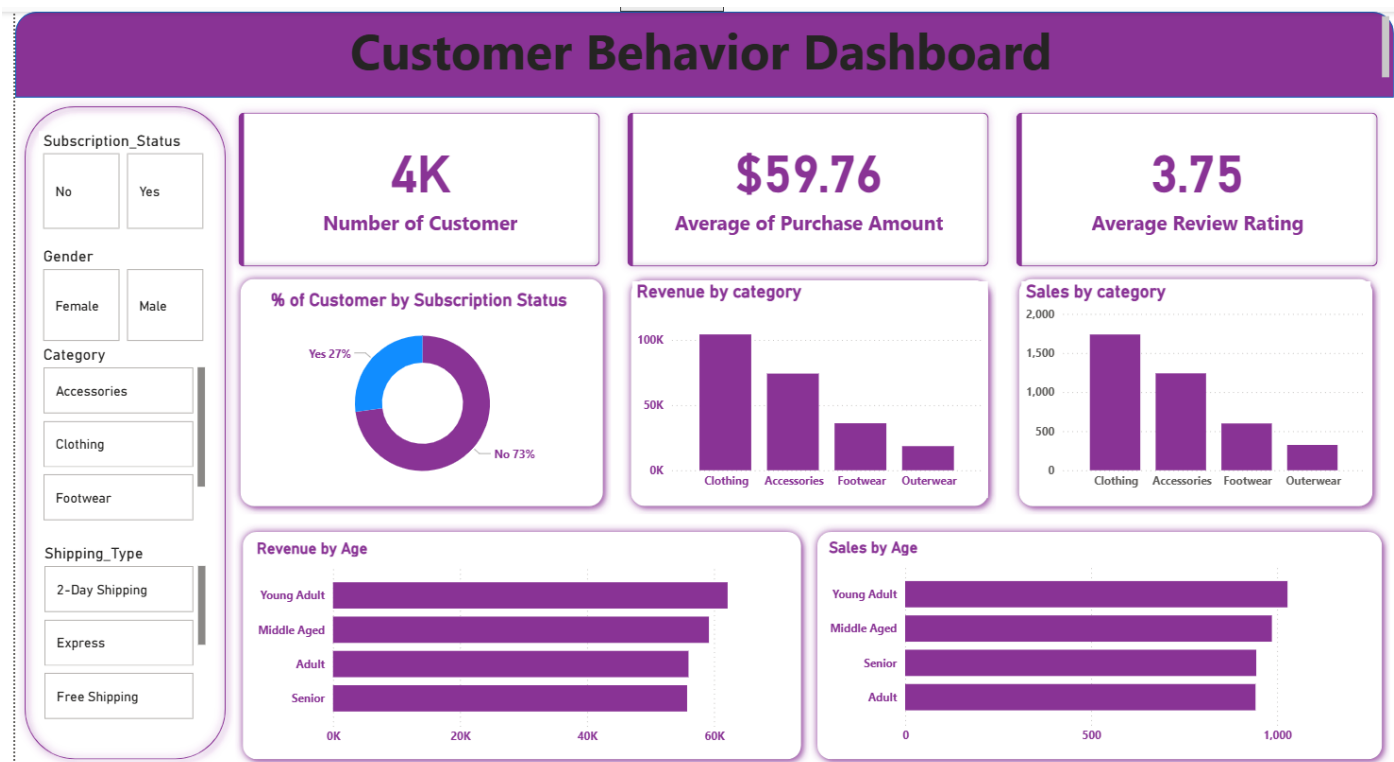 Customer Behavior Dashboard
Subscription_Status
No
Yes
Gender
Female
Male
Category
Accessories
Clothing
Footwear
Shipping_Type
2-Day Shipping
Express
Free Shipping
4K
Number of Customer
$59.76
Average of Purchase Amount
3.75
Average Review Rating
% of Customer by Subscription Status
Yes 27%
No 73%
Revenue by category
100K
50K
0K
Clothing Accessories Footwear Outerwear
Sales by category
2,000
1,500
1,000
500
0
Clothing Accessories Footwear Outerwear
Revenue by Age
Young Adult
Middle Aged
Adult
Senior
0K 20K 40K 60K
Sales by Age
Young Adult
Middle Aged
Senior
Adult
0 500 1,000